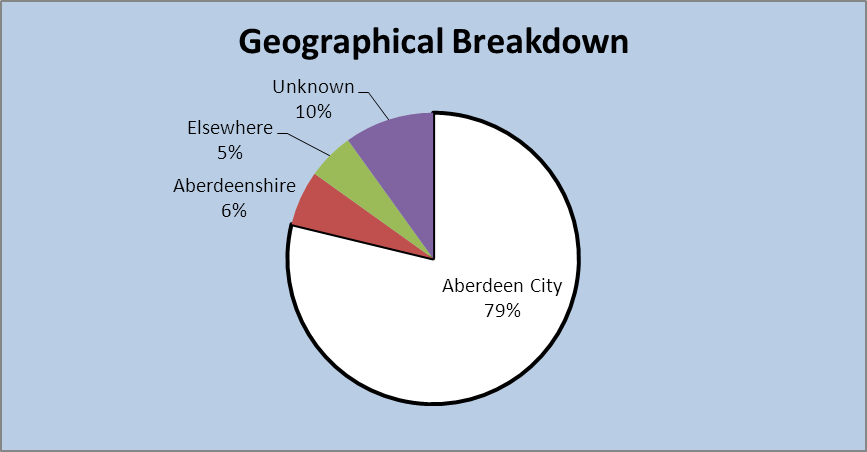 Geographical Breakdown
Unknown
10%
Elsewhere
5%
Aberdeenshire
6%
Aberdeen City
79%